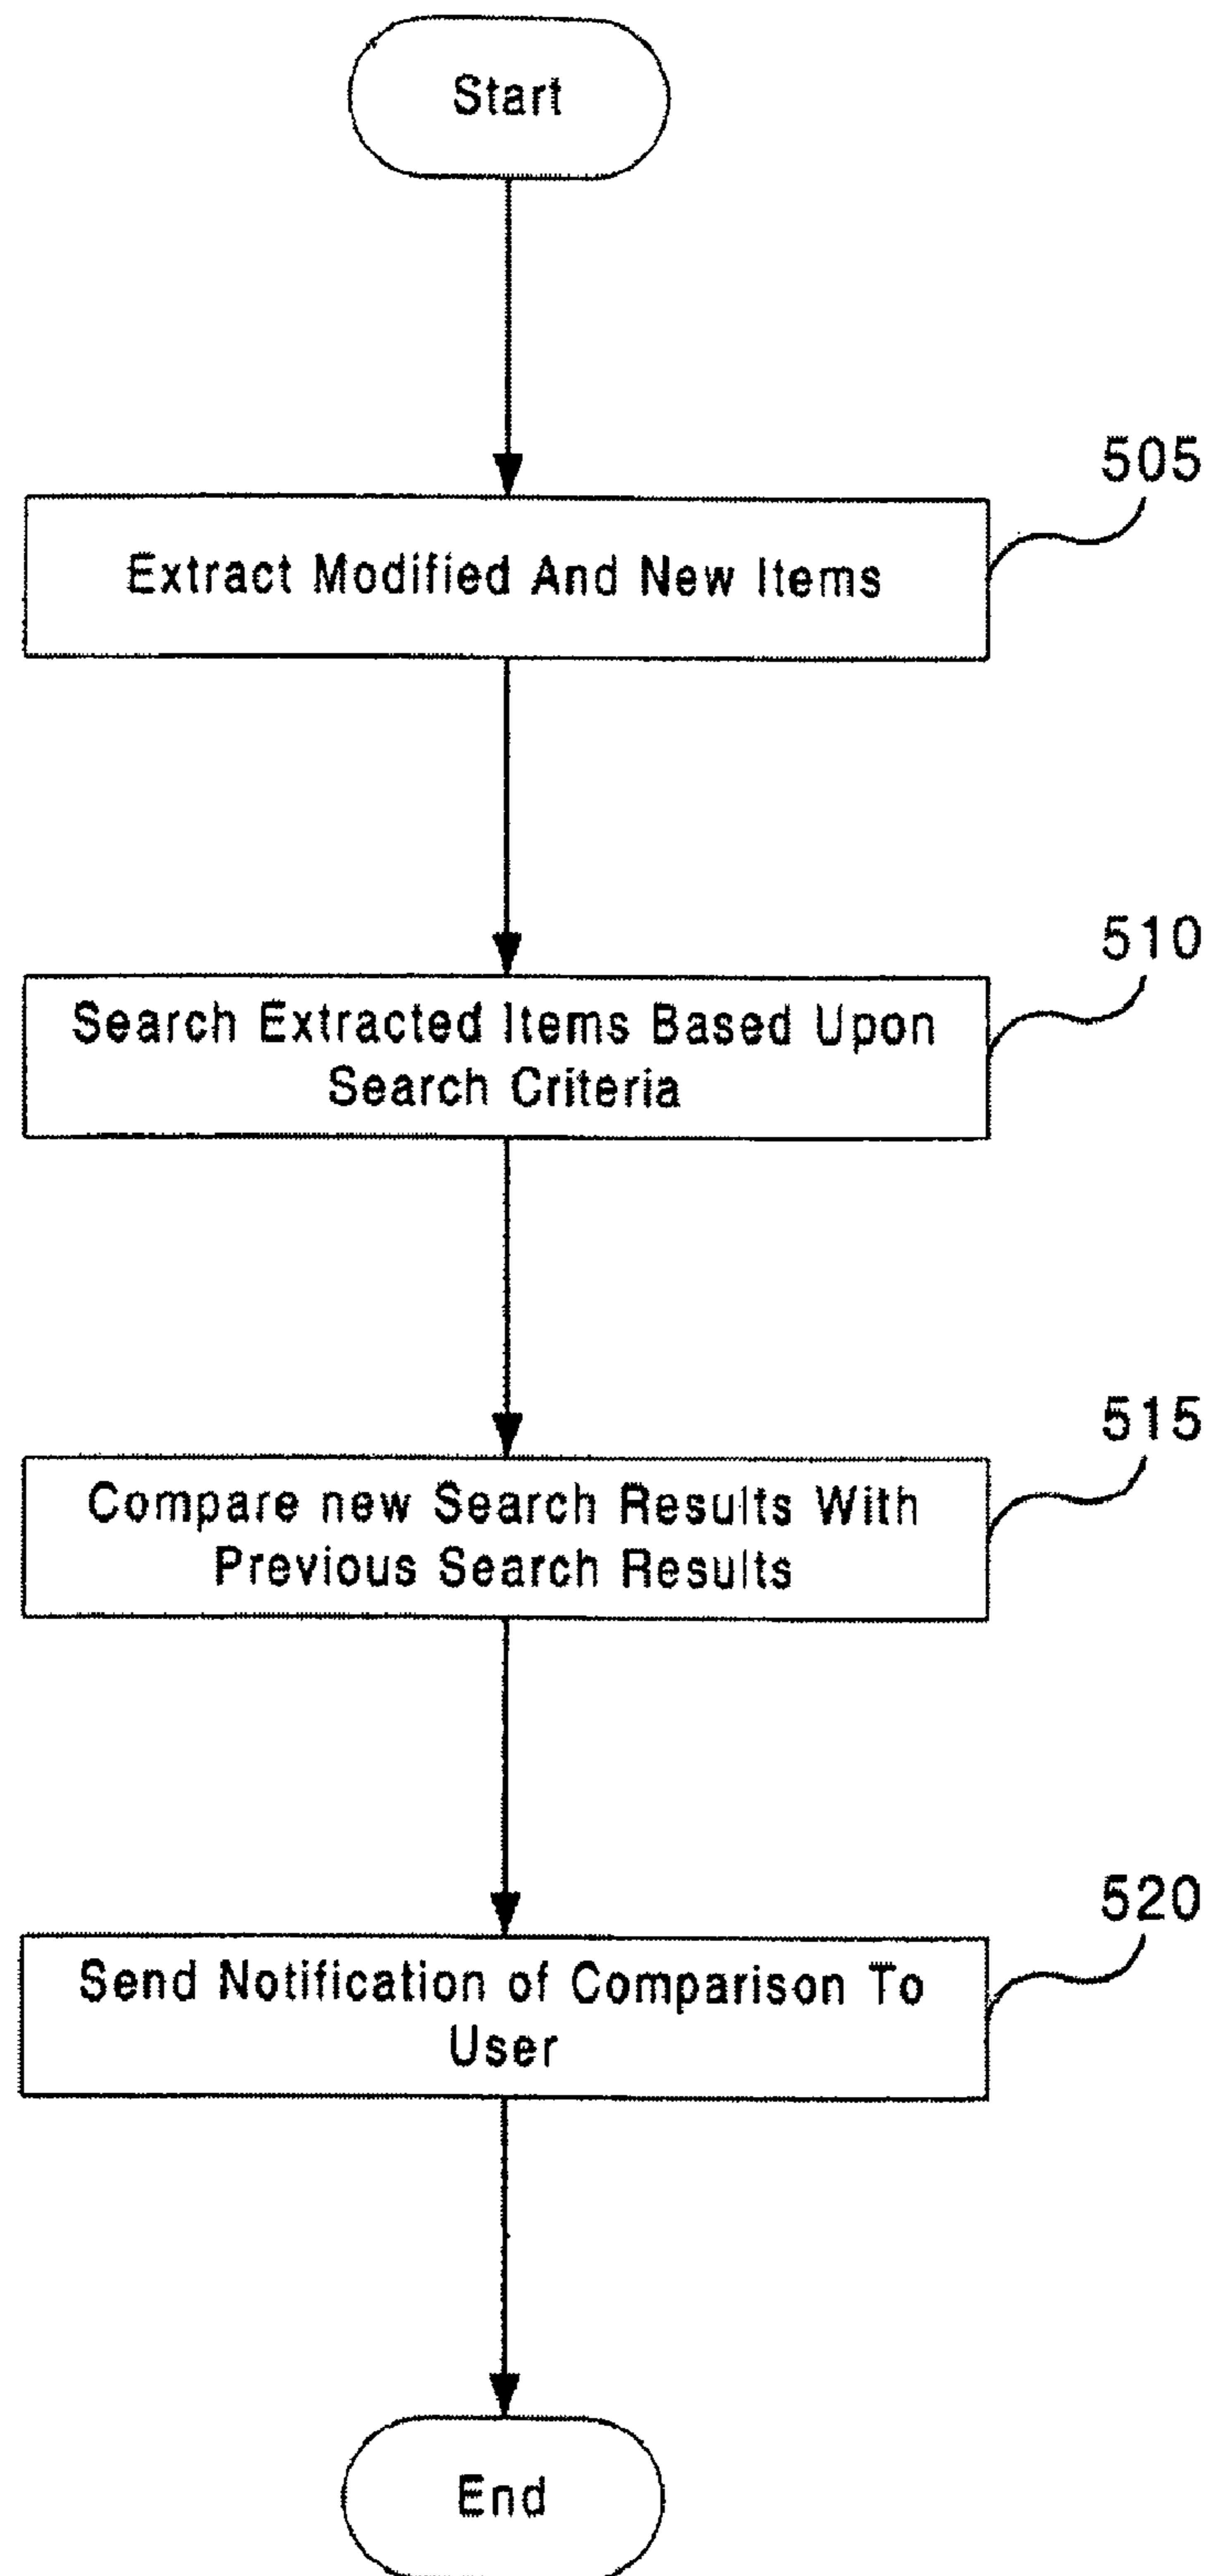 Start
505
Extract Modified And New Items
510
Search Extracted Items Based Upon
Search Criteria
515
Compare new Search Results With
Previous Search Results
520
Send Notification of Comparison To
User
End